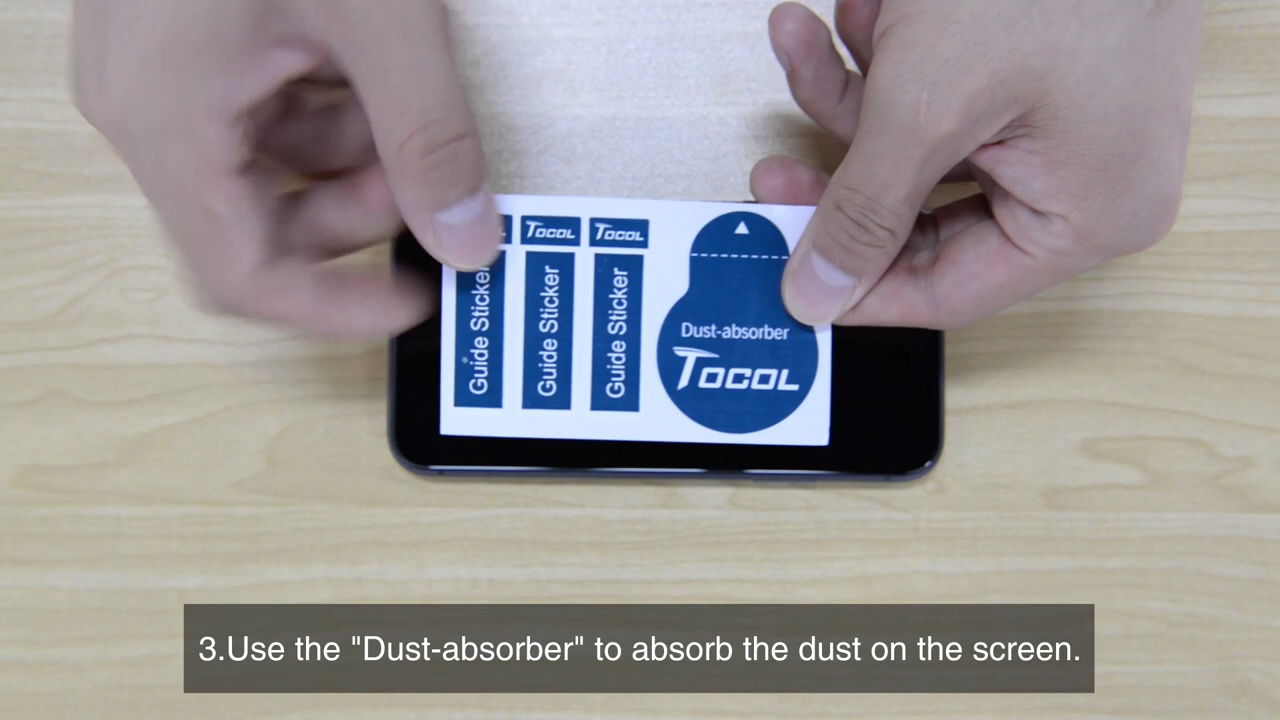 TOCOL
TOCOL
Guide Sticker
Guide Sticker
Guide Sticker
Dust-absorber
TOCOL
3.Use the "Dust-absorber" to absorb the dust on the screen.